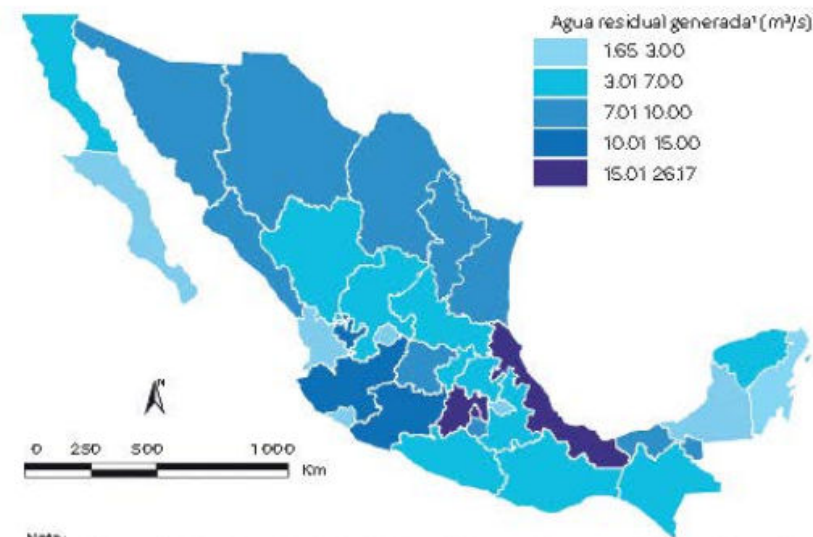 Agua residual generada¹ (m³/s)
1.65 3.00
3.01 7.00
7.01 10.00
10.01 15.00
15.01 26.17
N
0 250 500 1 000
Km
Nota: